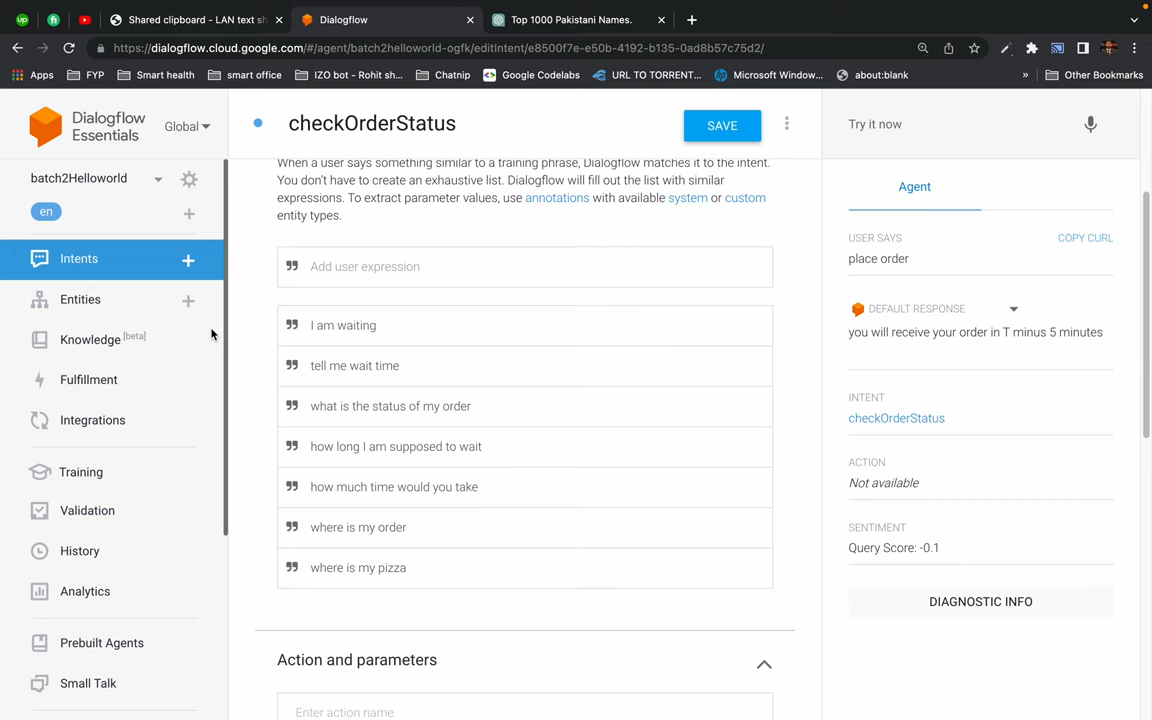 Shared clipboard - LAN text sh
Dialogflow
Top 1000 Pakistani Names.
https://dialogflow.cloud.google.com/#/agent/batch2helloworld-ogfk/editIntent/e8500f7e-e50b-4192-b135-0ad8b57c75d2/
Apps
FYP
Smart health
smart office
IZO bot - Rohit sh...
Chatnip
Google Codelabs
URL TO TORRENT...
Microsoft Window...
about:blank
»
Other Bookmarks
Dialogflow
Essentials
Global
checkOrderStatus
SAVE
Try it now
batch2Helloworld
en
Intents
Entities
Knowledge [beta]
Fulfillment
Integrations
Training
Validation
History
Analytics
Prebuilt Agents
Small Talk
When a user says something similar to a training phrase, Dialogflow matches it to the intent.
You don't have to create an exhaustive list. Dialogflow will fill out the list with similar
expressions. To extract parameter values, use annotations with available system or custom
entity types.
Add user expression
I am waiting
tell me wait time
what is the status of my order
how long I am supposed to wait
how much time would you take
where is my order
where is my pizza
Action and parameters
Enter action name
Agent
USER SAYS
COPY CURL
place order
DEFAULT RESPONSE
you will receive your order in T minus 5 minutes
INTENT
checkOrderStatus
ACTION
Not available
SENTIMENT
Query Score: -0.1
DIAGNOSTIC INFO